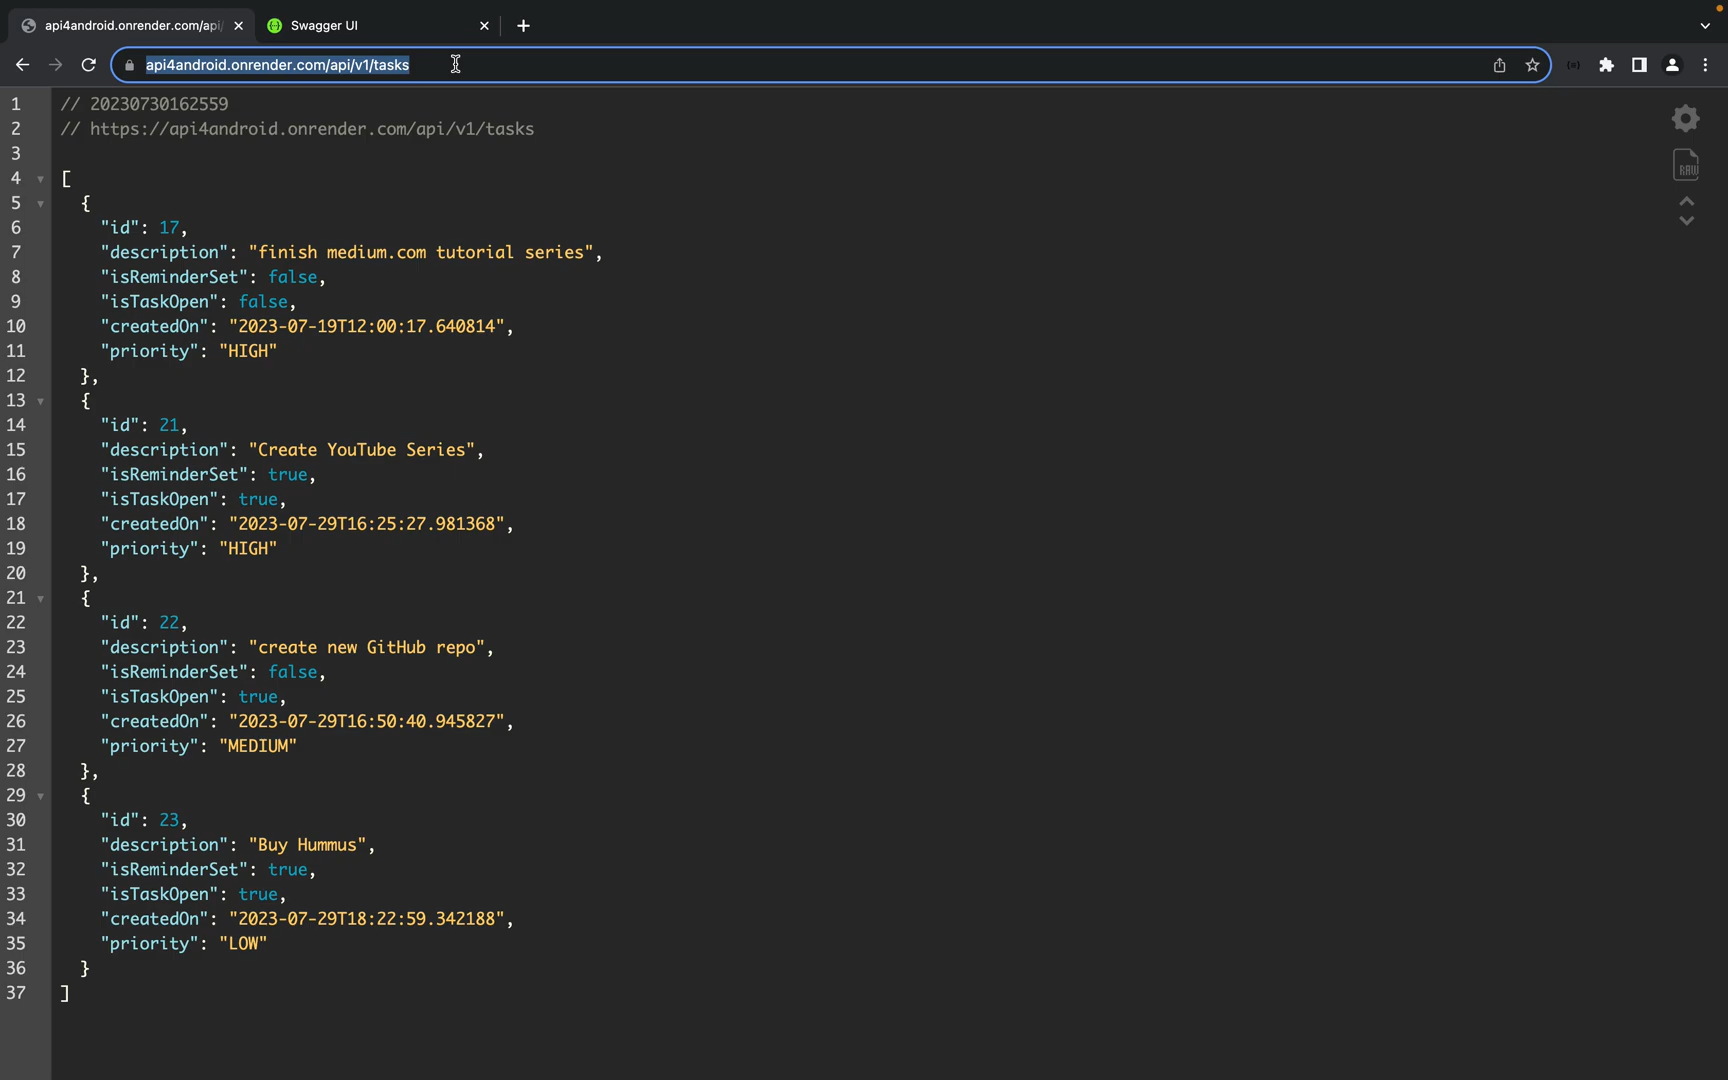 api4android.onrender.com/api/
Swagger UI
api4android.onrender.com/api/v1/tasks
1 // 20230730162559
2 // https://api4android.onrender.com/api/v1/tasks
3
4 [
5 {
6 "id": 17,
7 "description": "finish medium.com tutorial series",
8 "isReminderSet": false,
9 "isTaskOpen": false,
10 "createdOn": "2023-07-19T12:00:17.640814",
11 "priority": "HIGH"
12 },
13 {
14 "id": 21,
15 "description": "Create YouTube Series",
16 "isReminderSet": true,
17 "isTaskOpen": true,
18 "createdOn": "2023-07-29T16:25:27.981368",
19 "priority": "HIGH"
20 },
21 {
22 "id": 22,
23 "description": "create new GitHub repo",
24 "isReminderSet": false,
25 "isTaskOpen": true,
26 "createdOn": "2023-07-29T16:50:40.945827",
27 "priority": "MEDIUM"
28 },
29 {
30 "id": 23,
31 "description": "Buy Hummus",
32 "isReminderSet": true,
33 "isTaskOpen": true,
34 "createdOn": "2023-07-29T18:22:59.342188",
35 "priority": "LOW"
36 }
37 ]
RAW